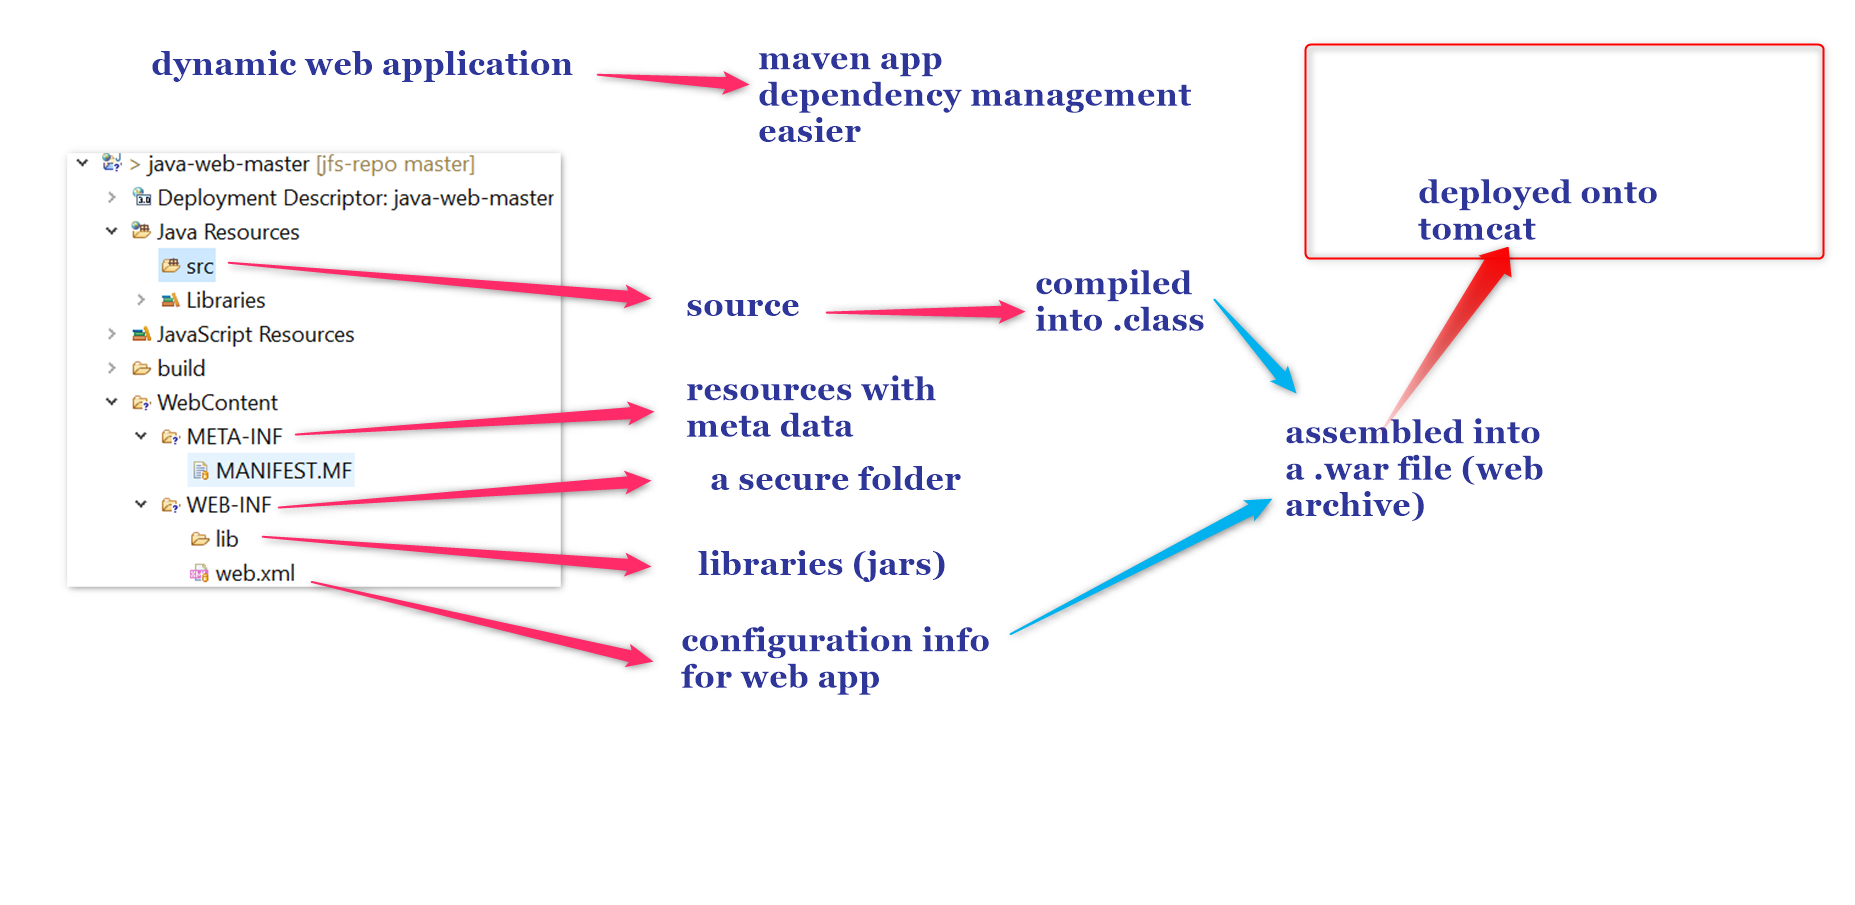 dynamic web application
maven app
dependency management
easier
> java-web-master [jfs-repo master]
3.0 Deployment Descriptor: java-web-master
Java Resources
src
Libraries
JavaScript Resources
build
WebContent
META-INF
MANIFEST.MF
WEB-INF
lib
web.xml
source
compiled
into .class
resources with
meta data
a secure folder
libraries (jars)
configuration info
for web app
assembled into
a .war file (web
archive)
deployed onto
tomcat